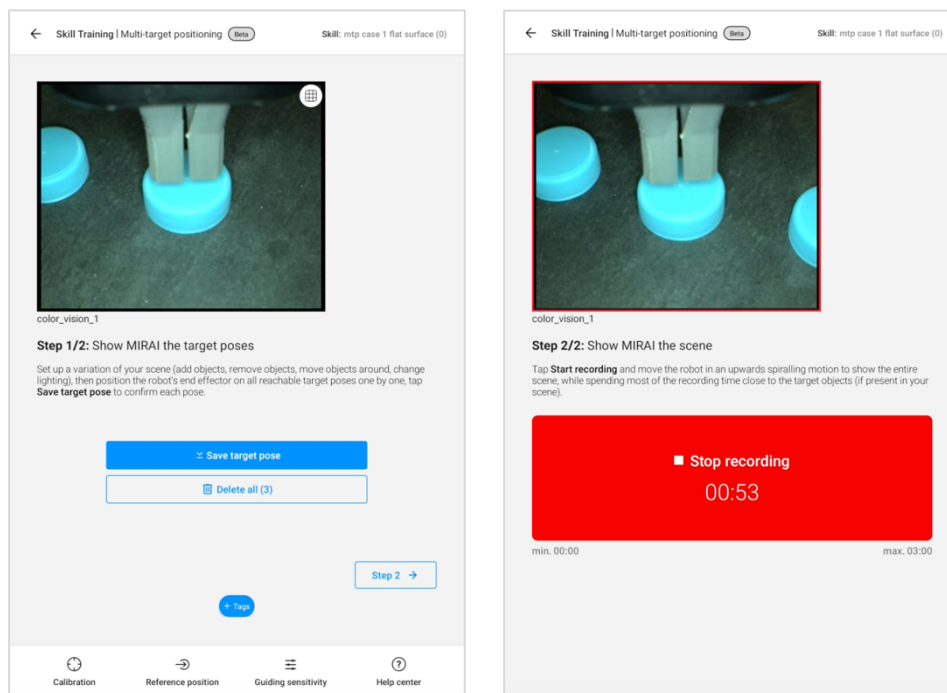 Skill Training | Multi-target positioning Beta Skill: mtp case 1 flat surface (0)
color_vision_1
Step 1/2: Show MIRAI the target poses
Set up a variation of your scene (add objects, remove objects, move objects around, change
lighting), then position the robot's end effector on all reachable target poses one by one, tap
Save target pose to confirm each pose.
Save target pose
Delete all (3)
Step 2
+ Tags
Calibration Reference position Guiding sensitivity Help center
Skill Training | Multi-target positioning Beta Skill: mtp case 1 flat surface (0)
color_vision_1
Step 2/2: Show MIRAI the scene
Tap Start recording and move the robot in an upwards spiralling motion to show the entire
scene, while spending most of the recording time close to the target objects (if present in your
scene).
Stop recording
00:53
min. 00:00 max. 03:00